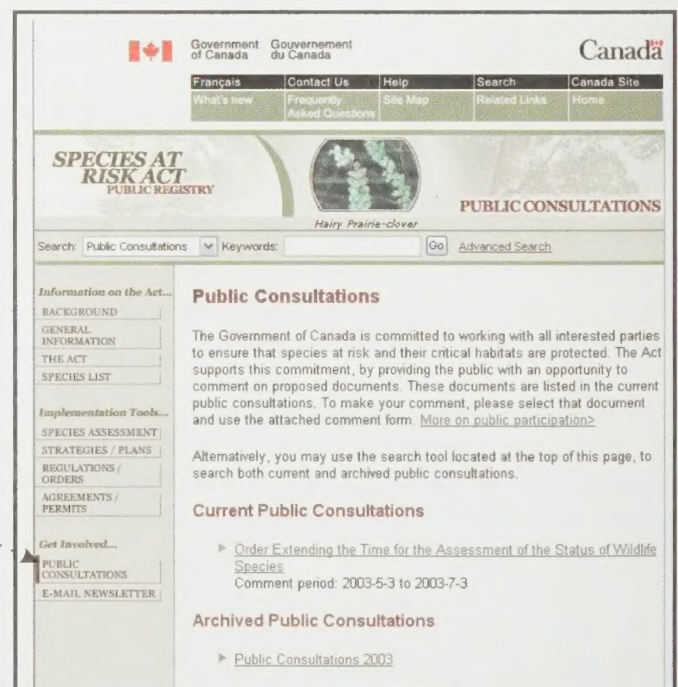 Government Gouvernement
of Canada du Canada
Canada
Français Contact Us Help Search Canada Site
What's new Frequently Asked Questions Site Map Related Links Home
SPECIES AT
RISK ACT
PUBLIC REGISTRY
Hairy Prairie-clover
PUBLIC CONSULTATIONS
Search: Public Consultations Keywords: Go Advanced Search
Information on the Act...
BACKGROUND
GENERAL
INFORMATION
THE ACT
SPECIES LIST
Implementation Tools...
SPECIES ASSESSMENT
STRATEGIES / PLANS
REGULATIONS /
ORDERS
AGREEMENTS /
PERMITS
Get Involved...
PUBLIC
CONSULTATIONS
E-MAIL NEWSLETTER
Public Consultations
The Government of Canada is committed to working with all interested parties
to ensure that species at risk and their critical habitats are protected. The Act
supports this commitment, by providing the public with an opportunity to
comment on proposed documents. These documents are listed in the current
public consultations. To make your comment, please select that document
and use the attached comment form. More on public participation>
Alternatively, you may use the search tool located at the top of this page, to
search both current and archived public consultations.
Current Public Consultations
Order Extending the Time for the Assessment of the Status of Wildlife
Species
Comment period: 2003-5-3 to 2003-7-3
Archived Public Consultations
Public Consultations 2003